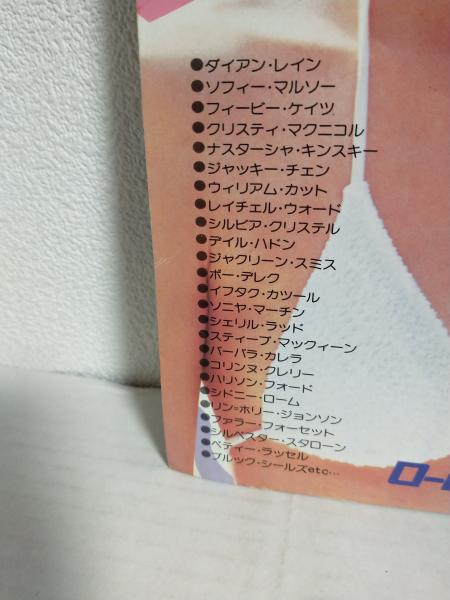 ●ダイアン・レイン
●ソフィー・マルソー
●フィービー・ケイツ
●クリスティ・マクニコル
●ナスターシャ・キンスキー
●ジャッキー・チェン
●ウィリアム・カット
●レイチェル・ウォード
●シルビア・クリステル
●デイル・ハドン
●ジャクリーン・スミス
●ボー・デレク
●イフタク・カツール
●ソニヤ・マーチン
●シェリル・ラッド
●スティーブ・マックィーン
●バーバラ・カレラ
●コリンヌ・クレリー
●ハリソン・フォード
●シドニー・ローム
●リン=ホリー・ジョンソン
●ファラー・フォーセット
●シルベスター・スタローン
●ベティー・ラッセル
●ブルック・シールズetc…
ロー